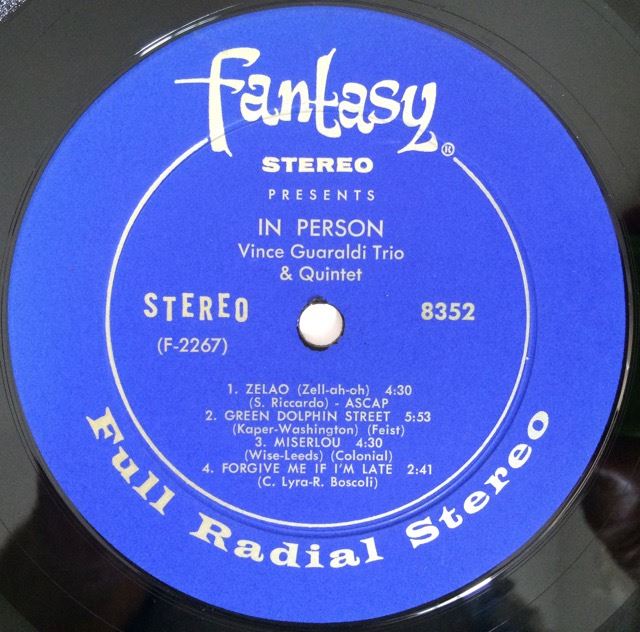 fantasy®
STEREO
PRESENTS
IN PERSON
Vince Guaraldi Trio
& Quintet
STEREO
8352
(F-2267)
1. ZELAO (Zell-ah-oh) 4:30
(S. Riccardo) - ASCAP
2. GREEN DOLPHIN STREET 5:53
(Kaper-Washington) (Feist)
3. MISERLOU 4:30
(Wise-Leeds) (Colonial)
4. FORGIVE ME IF I'M LATE 2:41
(C. Lyra-R. Boscoli)
Full Radial Stereo